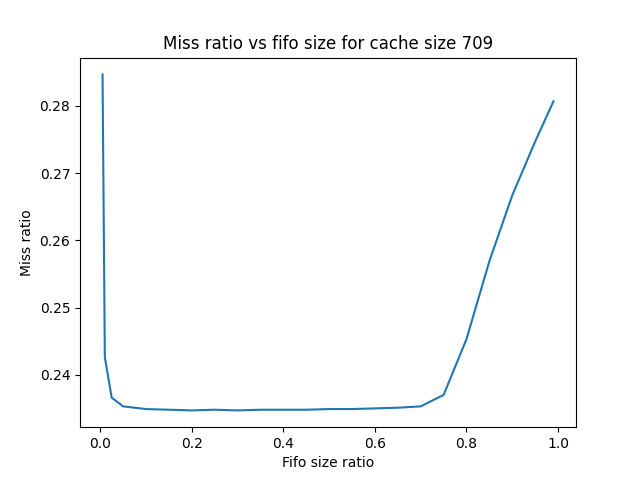 Miss ratio vs fifo size for cache size 709
0.28
0.27
0.26
0.25
0.24
Miss ratio
0.0 0.2 0.4 0.6 0.8 1.0
Fifo size ratio